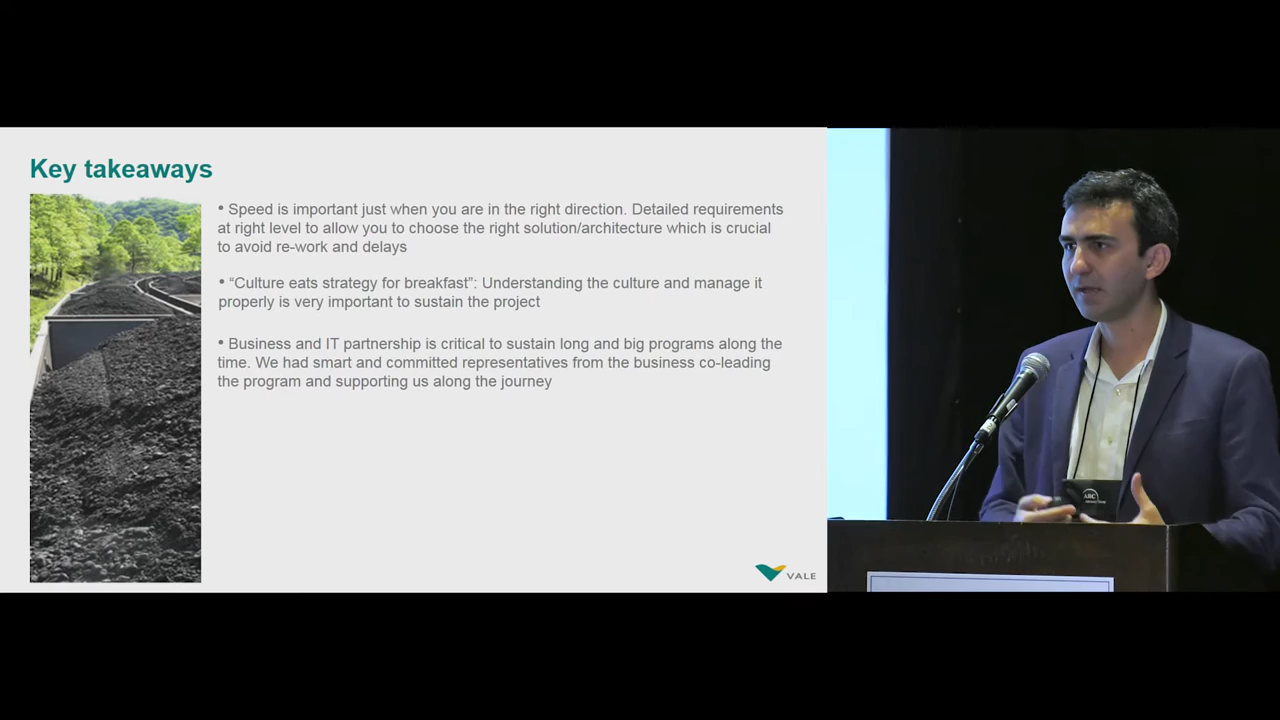 Key takeaways
• Speed is important just when you are in the right direction. Detailed requirements
at right level to allow you to choose the right solution/architecture which is crucial
to avoid re-work and delays
• “Culture eats strategy for breakfast”: Understanding the culture and manage it
properly is very important to sustain the project
• Business and IT partnership is critical to sustain long and big programs along the
time. We had smart and committed representatives from the business co-leading
the program and supporting us along the journey
VALE
ARC